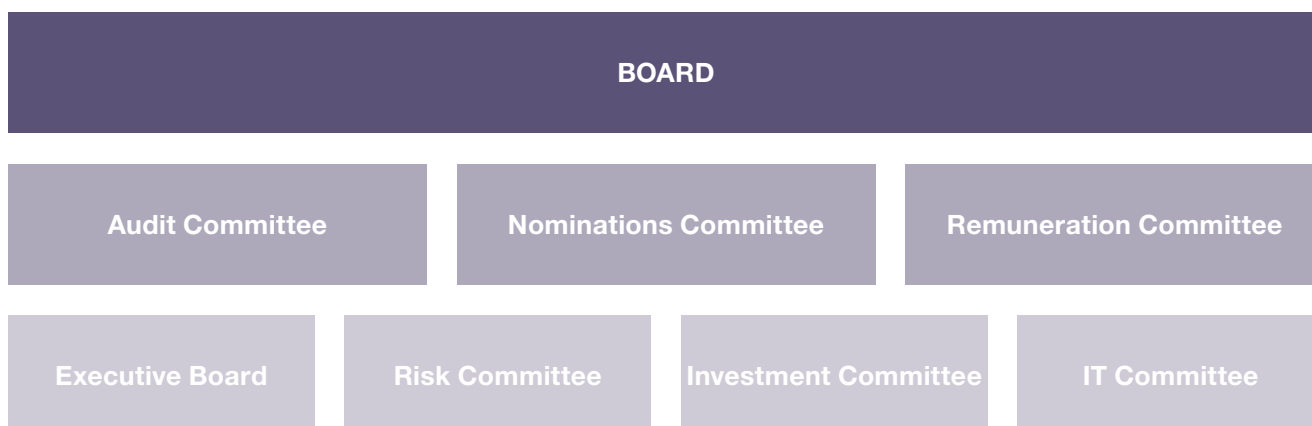 BOARD
Audit Committee
Nominations Committee
Remuneration Committee
Executive Board
Risk Committee
Investment Committee
IT Committee